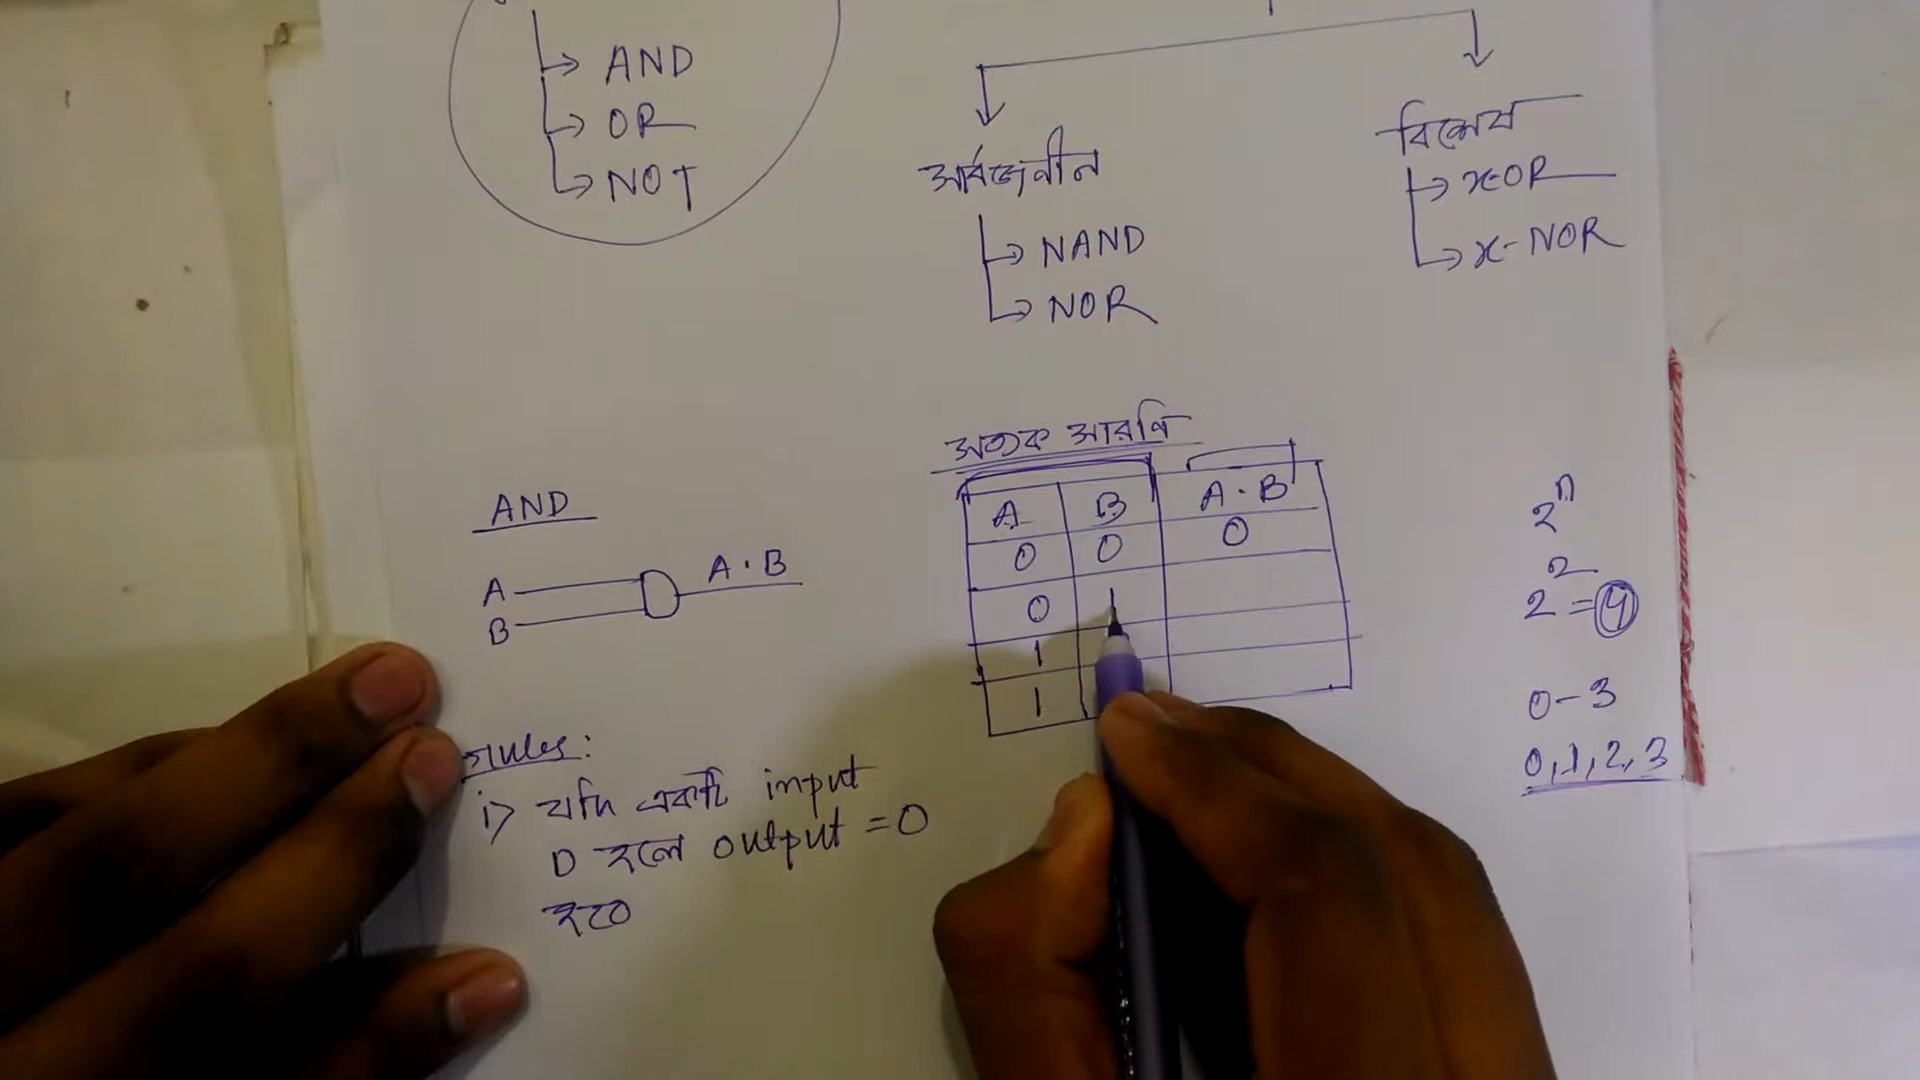 AND
OR
NOT
সার্বজনীন
NAND
NOR
বিশেষ
X-OR
X-NOR
AND
A
B
A · B
সত্যক সারণি
A B A · B
0 0 0
0 1
1
1
2ⁿ
2² = 4
0 - 3
0, 1, 2, 3
rules:
i) যদি একটি input
0 হলে output = 0
হবে